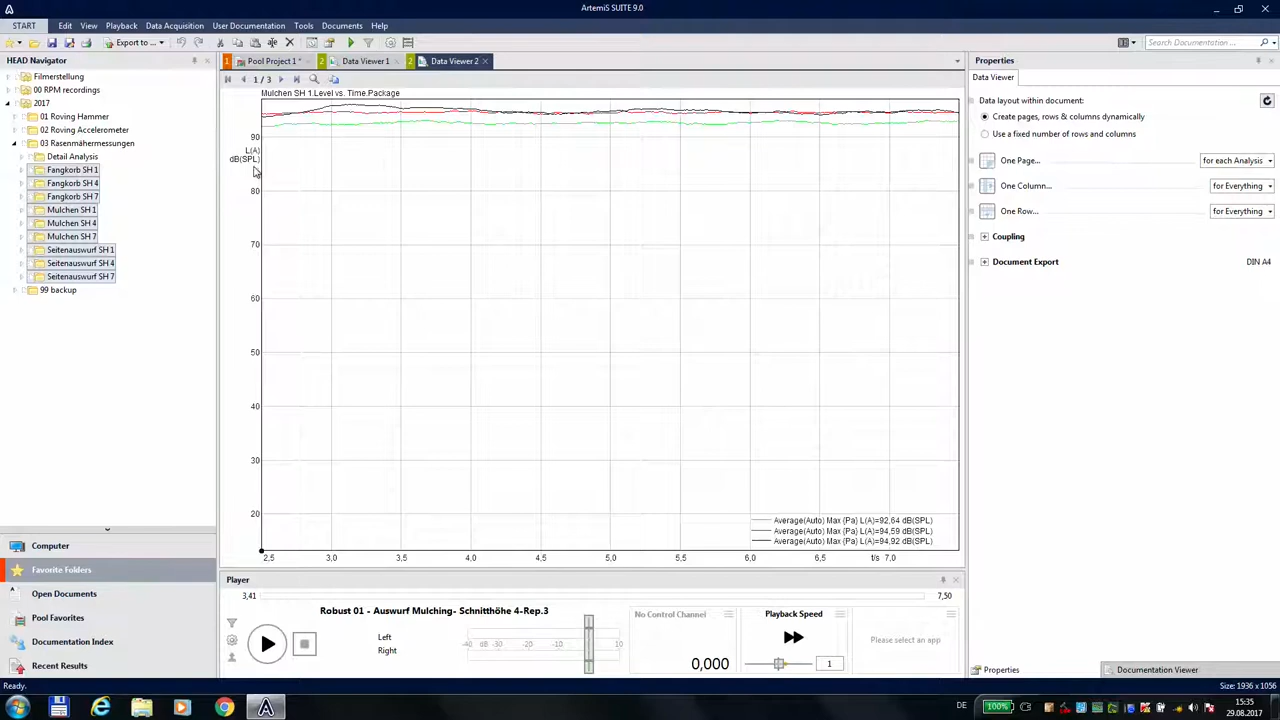 ArtemiS SUITE 9.0
START Edit View Playback Data Acquisition User Documentation Tools Documents Help
Export to ...
Search Documentation...
HEAD Navigator
Filmerstellung
00 RPM recordings
2017
01 Roving Hammer
02 Roving Accelerometer
03 Rasenmähermessungen
Detail Analysis
Fangkorb SH 1
Fangkorb SH 4
Fangkorb SH 7
Mulchen SH 1
Mulchen SH 4
Mulchen SH 7
Seitenauswurf SH 1
Seitenauswurf SH 4
Seitenauswurf SH 7
99 backup
Computer
Favorite Folders
Open Documents
Pool Favorites
Documentation Index
Recent Results
1 Pool Project 1 * 2 Data Viewer 1 2 Data Viewer 2
1 / 3
Mulchen SH 1.Level vs. Time.Package
L(A)
dB(SPL)
90
80
70
60
50
40
30
20
2,5 3,0 3,5 4,0 4,5 5,0 5,5 6,0 6,5 t/s 7,0
Average(Auto) Max (Pa) L(A)=92,64 dB(SPL)
Average(Auto) Max (Pa) L(A)=94,59 dB(SPL)
Average(Auto) Max (Pa) L(A)=94,92 dB(SPL)
Player
3,41 7,50
Robust 01 - Auswurf Mulching- Schnitthöhe 4-Rep.3
Left
Right
-40 dB -30 -20 -10 10
No Control Channel
0,000
Playback Speed
1
Please select an app
Properties
Data Viewer
Data layout within document:
Create pages, rows & columns dynamically
Use a fixed number of rows and columns
One Page... for each Analysis
One Column... for Everything
One Row... for Everything
Coupling
Document Export DIN A4
Properties Documentation Viewer
Ready. Size: 1936 x 1056
DE 100% 15:35
29.08.2017